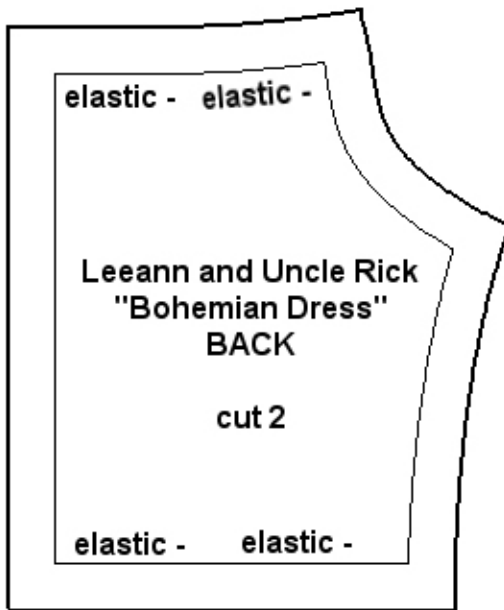 elastic - elastic -
Leeann and Uncle Rick
"Bohemian Dress"
BACK
cut 2
elastic - elastic -